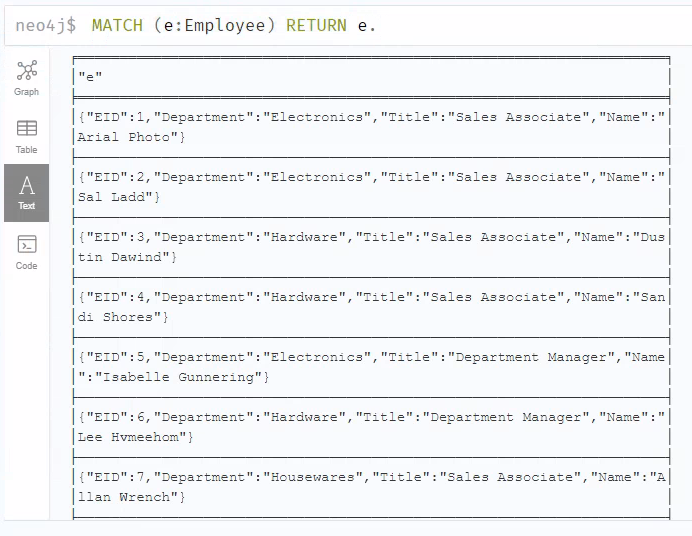 neo4j$ MATCH (e:Employee) RETURN e.
Graph
Table
A
Text
Code
"e"
{"EID":1,"Department":"Electronics","Title":"Sales Associate","Name":"
Arial Photo"}
{"EID":2,"Department":"Electronics","Title":"Sales Associate","Name":"
Sal Ladd"}
{"EID":3,"Department":"Hardware","Title":"Sales Associate","Name":"Dus
tin Dawind"}
{"EID":4,"Department":"Hardware","Title":"Sales Associate","Name":"San
di Shores"}
{"EID":5,"Department":"Electronics","Title":"Department Manager","Name
":"Isabelle Gunnering"}
{"EID":6,"Department":"Hardware","Title":"Department Manager","Name":"
Lee Hvmeehom"}
{"EID":7,"Department":"Housewares","Title":"Sales Associate","Name":"A
llan Wrench"}